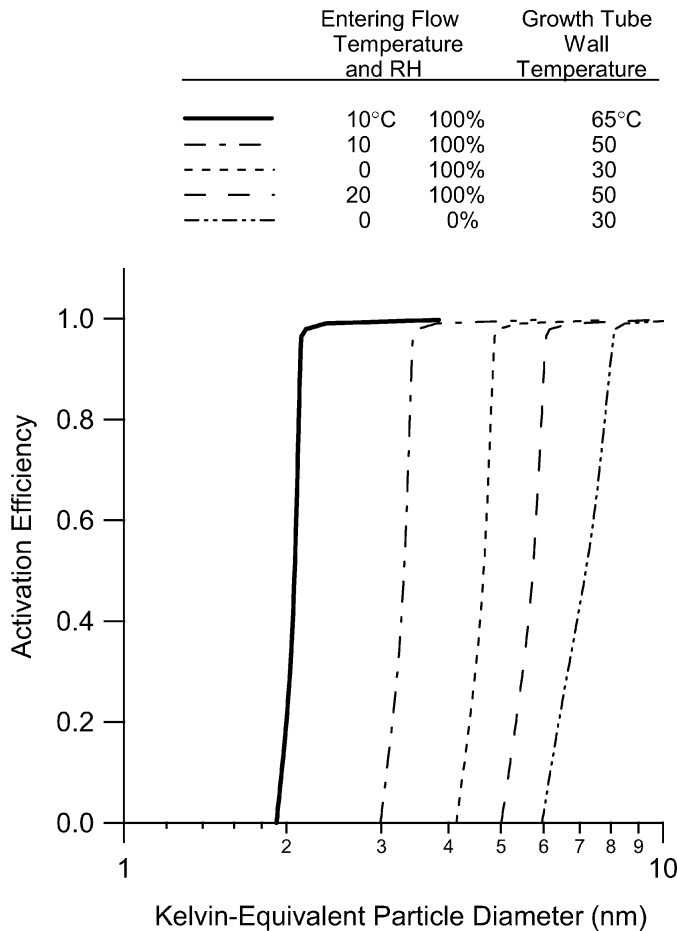 Entering Flow Growth Tube
Temperature Wall
and RH Temperature
10°C 100% 65°C
10 100% 50
0 100% 30
20 100% 50
0 0% 30
1.0
0.8
0.6
0.4
0.2
0.0
Activation Efficiency
2 3 4 5 6 7 8 9
1 10
Kelvin-Equivalent Particle Diameter (nm)